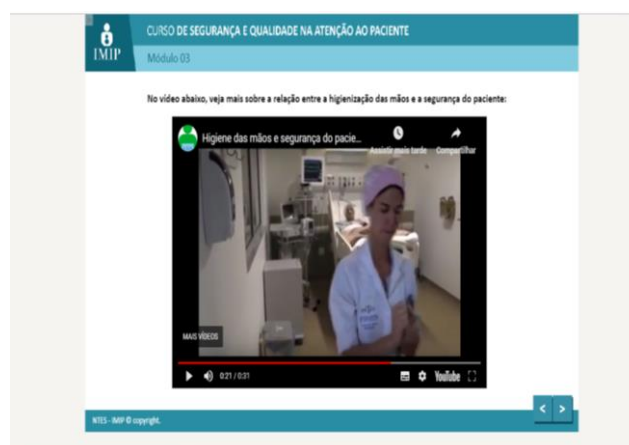 IMIP
CURSO DE SEGURANÇA E QUALIDADE NA ATENÇÃO AO PACIENTE
Módulo 03
No vídeo abaixo, veja mais sobre a relação entre a higienização das mãos e a segurança do paciente:
Higiene das mãos e segurança do pacie...
Assistir mais tarde Compartilhar
MAIS VÍDEOS
0:21 / 0:31
YouTube
< >
NTES - IMIP © copyright.